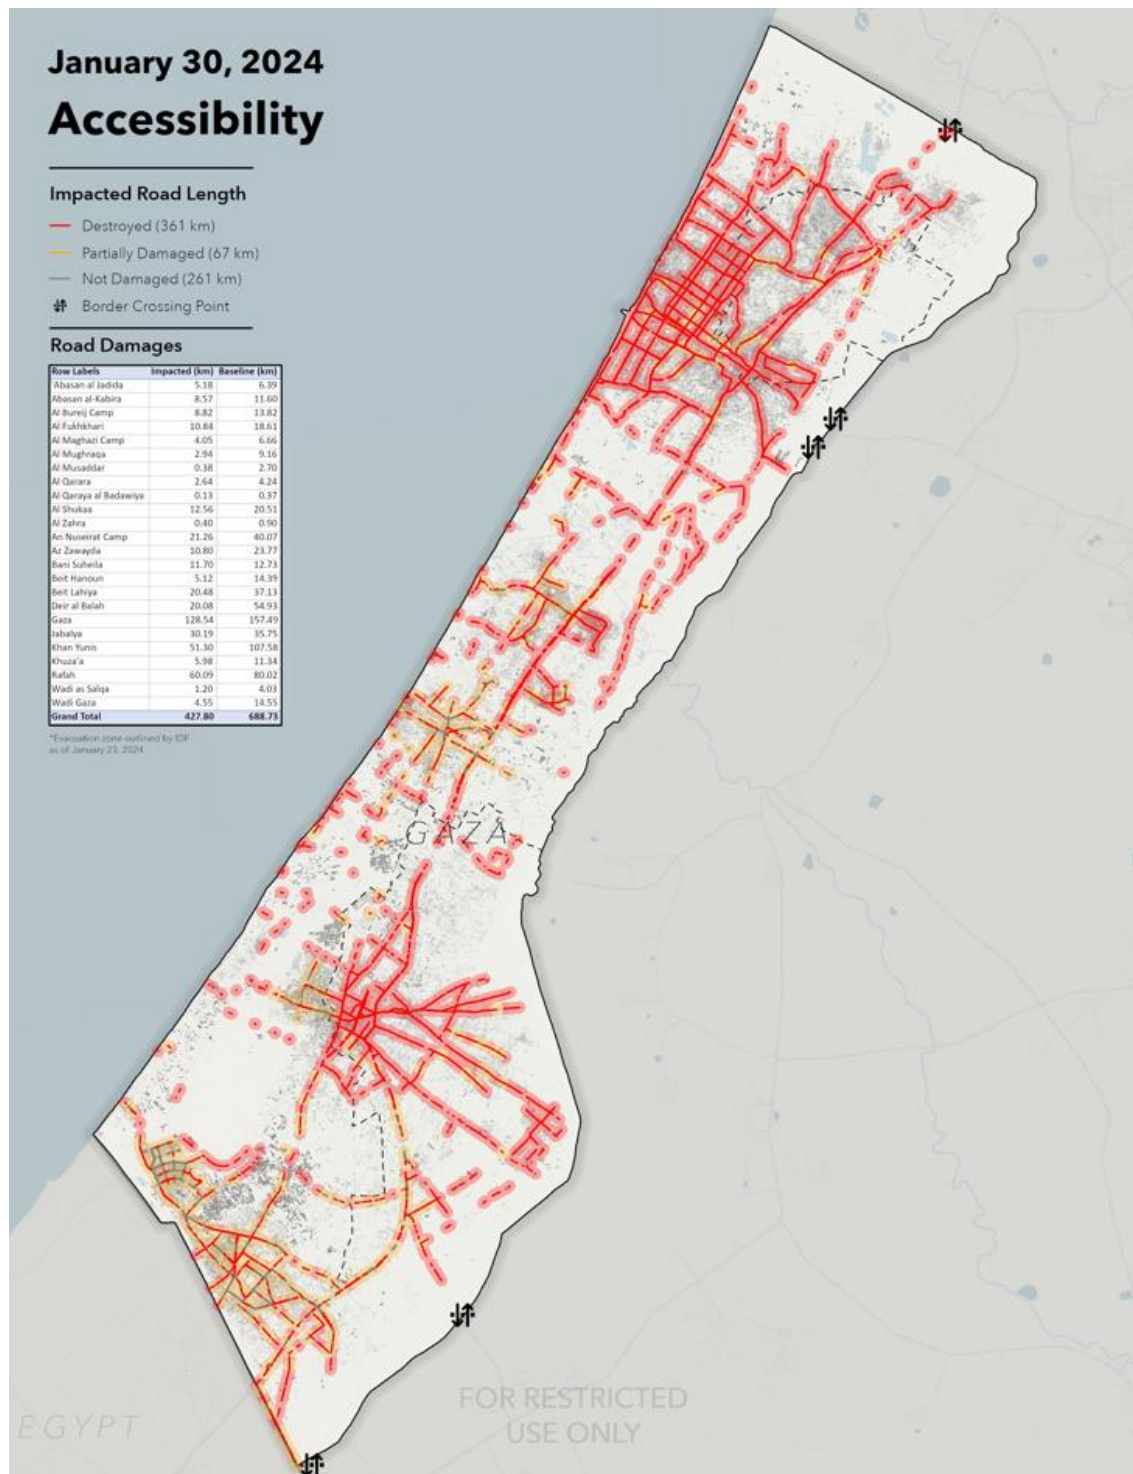 January 30, 2024
Accessibility
Impacted Road Length
Destroyed (361 km)
Partially Damaged (67 km)
Not Damaged (261 km)
Border Crossing Point
Road Damages
Row Labels Impacted (km) Baseline (km)
'Abasan al Jadida 5.18 6.39
Abasan al-Kabira 8.57 11.60
Al Bureij Camp 8.82 13.82
Al Fukhkhari 10.84 18.61
Al Maghazi Camp 4.05 6.66
Al Mughraqa 2.94 9.16
Al Musaddar 0.38 2.70
Al Qarara 2.64 4.24
Al Qaraya al Badawiya 0.13 0.37
Al Shukaa 12.56 20.51
Al Zahra 0.40 0.90
An Nuseirat Camp 21.26 40.07
Az Zawayda 10.80 23.77
Bani Suheila 11.70 12.73
Beit Hanoun 5.12 14.39
Beit Lahiya 20.48 37.13
Deir al Balah 20.08 54.93
Gaza 128.54 157.49
Jabalya 30.19 35.75
Khan Yunis 51.30 107.58
Khuza'a 5.98 11.34
Rafah 60.09 80.02
Wadi as Salqa 1.20 4.03
Wadi Gaza 4.55 14.55
Grand Total 427.80 688.73
*Evacuation zone outlined by IDF
as of January 23, 2024
GAZA
FOR RESTRICTED
USE ONLY
EGYPT